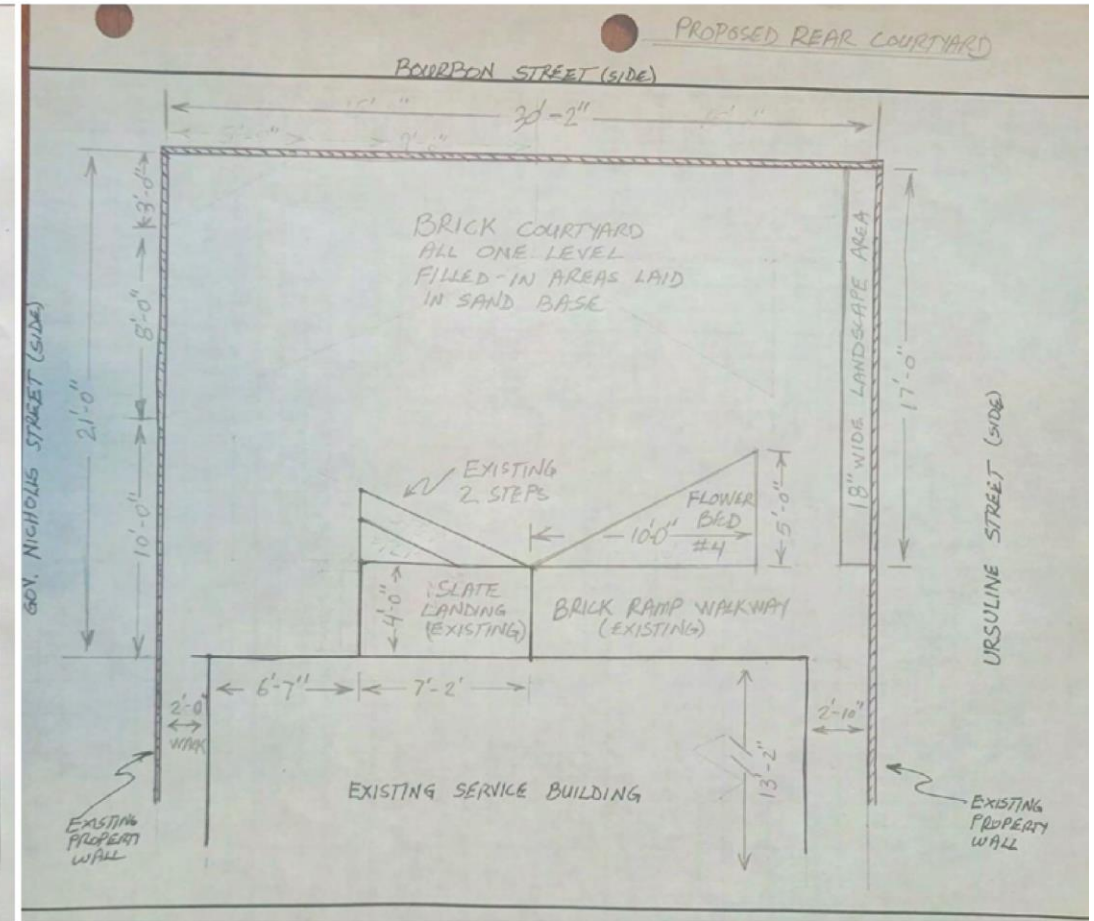 PROPOSED REAR COURTYARD
BOURBON STREET (SIDE)
30'-2"
3'-0"
BRICK COURTYARD
ALL ONE LEVEL
FILLED-IN AREAS LAID
IN SAND BASE
18" WIDE LANDSCAPE AREA
17'-0"
8'-0"
21'-0"
GOV. NICHOLIS STREET (SIDE)
URSULINE STREET (SIDE)
10'-0"
EXISTING
2 STEPS
FLOWER
BED
#4
10'-0"
5'-0"
4'-0"
SLATE
LANDING
(EXISTING)
BRICK RAMP WALKWAY
(EXISTING)
6'-7"
7'-2'
2'-0"
WALK
2'-10"
13'-2"
EXISTING SERVICE BUILDING
EXISTING
PROPERTY
WALL
EXISTING
PROPERTY
WALL